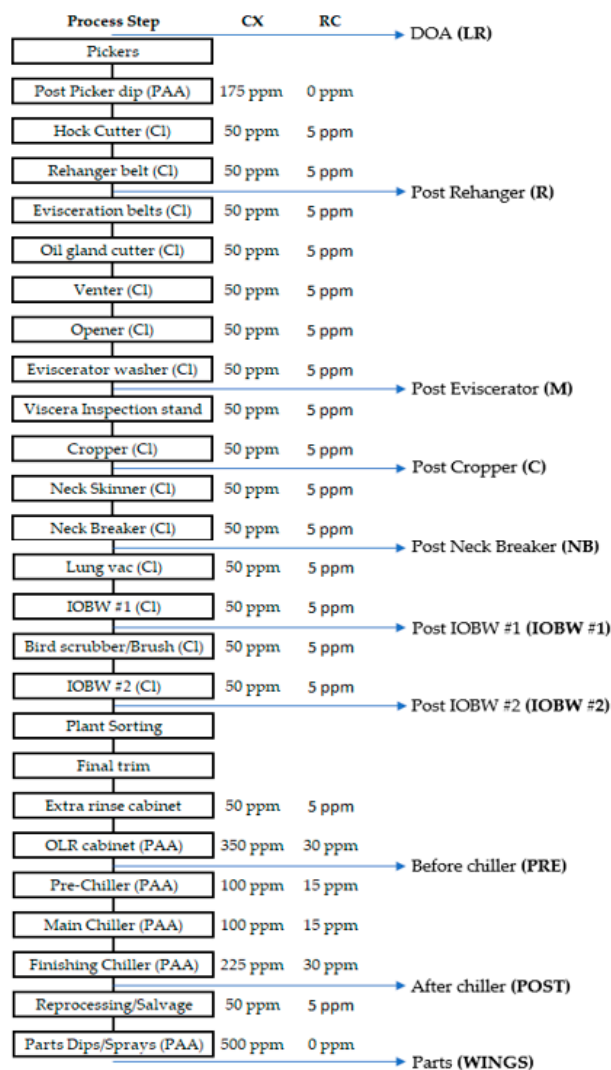 Process Step CX RC
DOA (LR)
Pickers
Post Picker dip (PAA) 175 ppm 0 ppm
Hock Cutter (Cl) 50 ppm 5 ppm
Rehanger belt (Cl) 50 ppm 5 ppm
Post Rehanger (R)
Evisceration belts (Cl) 50 ppm 5 ppm
Oil gland cutter (Cl) 50 ppm 5 ppm
Venter (Cl) 50 ppm 5 ppm
Opener (Cl) 50 ppm 5 ppm
Eviscerator washer (Cl) 50 ppm 5 ppm
Post Eviscerator (M)
Viscera Inspection stand 50 ppm 5 ppm
Cropper (Cl) 50 ppm 5 ppm
Post Cropper (C)
Neck Skinner (Cl) 50 ppm 5 ppm
Neck Breaker (Cl) 50 ppm 5 ppm
Post Neck Breaker (NB)
Lung vac (Cl) 50 ppm 5 ppm
IOBW #1 (Cl) 50 ppm 5 ppm
Post IOBW #1 (IOBW #1)
Bird scrubber/Brush (Cl) 50 ppm 5 ppm
IOBW #2 (Cl) 50 ppm 5 ppm
Post IOBW #2 (IOBW #2)
Plant Sorting
Final trim
Extra rinse cabinet 50 ppm 5 ppm
OLR cabinet (PAA) 350 ppm 30 ppm
Before chiller (PRE)
Pre-Chiller (PAA) 100 ppm 15 ppm
Main Chiller (PAA) 100 ppm 15 ppm
Finishing Chiller (PAA) 225 ppm 30 ppm
After chiller (POST)
Reprocessing/Salvage 50 ppm 5 ppm
Parts Dips/Sprays (PAA) 500 ppm 0 ppm
Parts (WINGS)